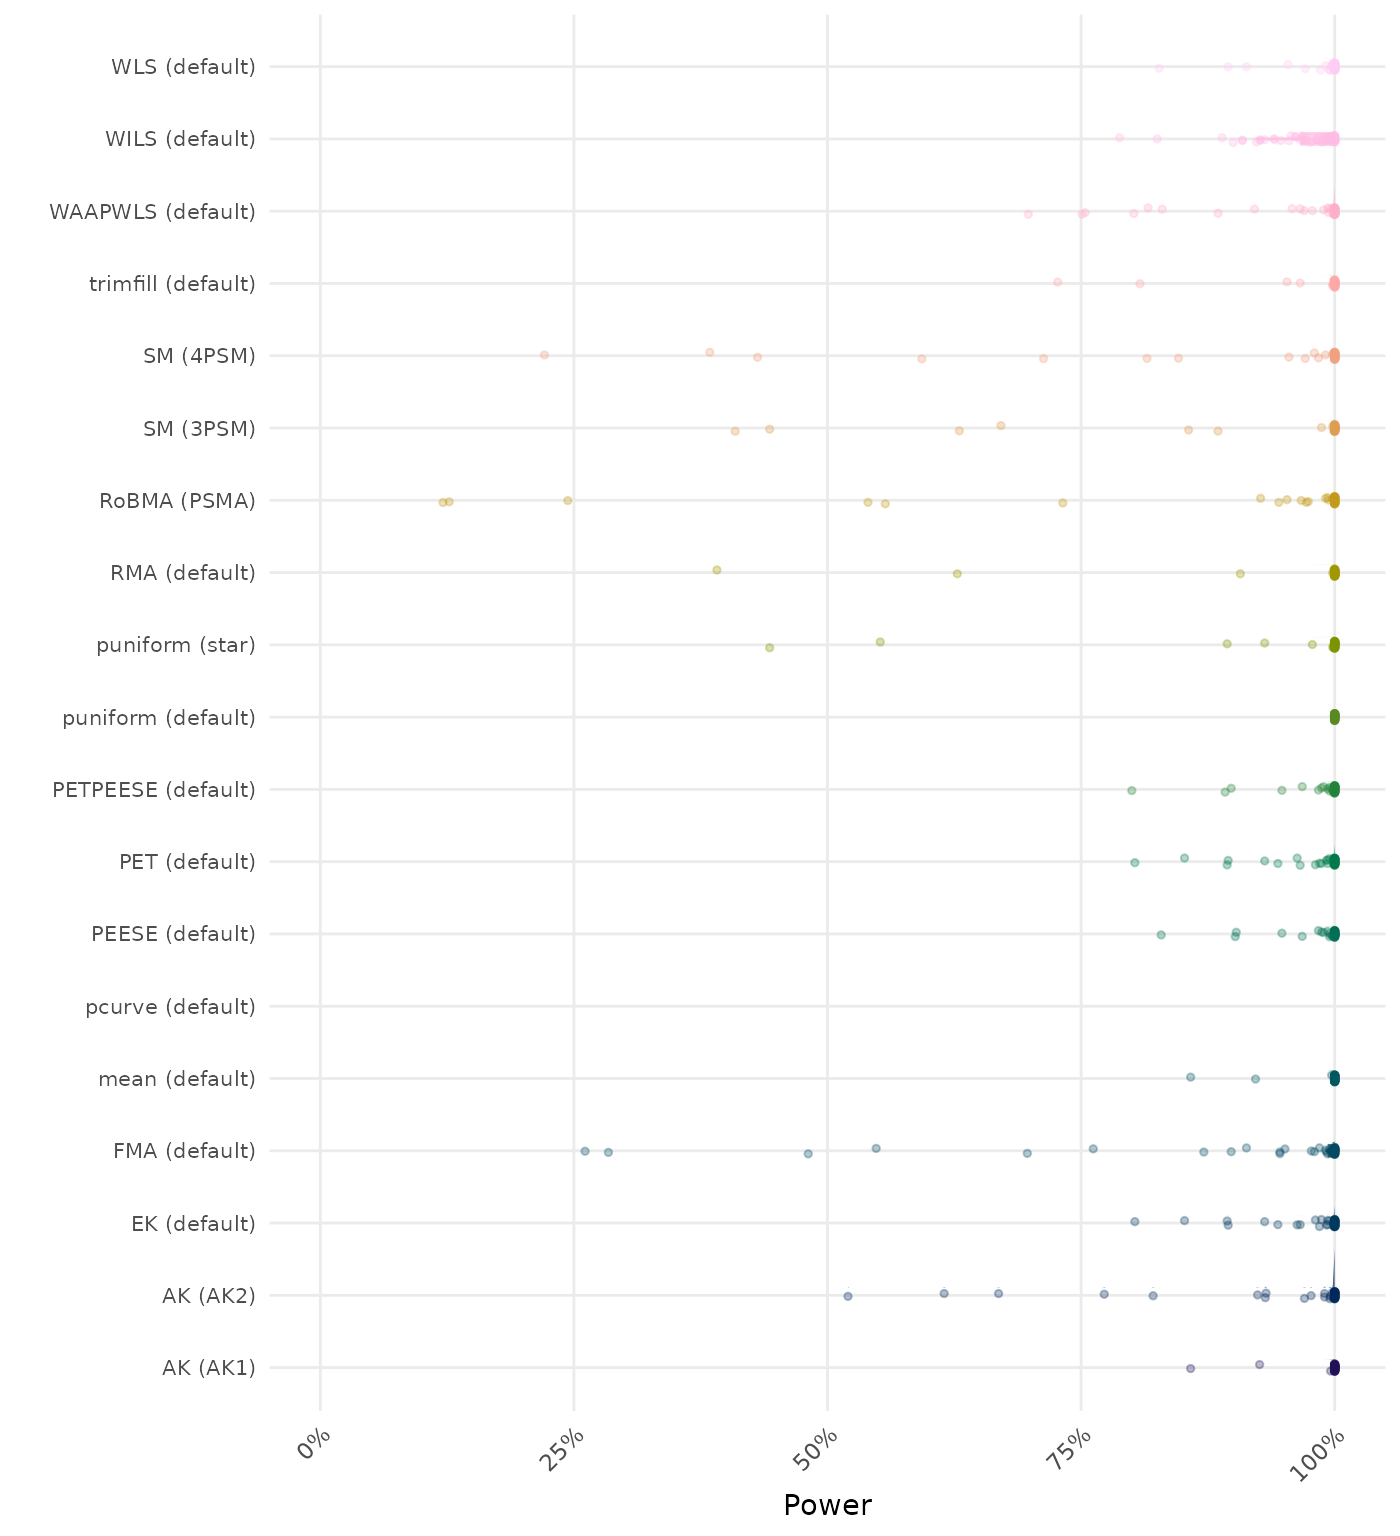 WLS (default)
WILS (default)
WAAPWLS (default)
trimfill (default)
SM (4PSM)
SM (3PSM)
RoBMA (PSMA)
RMA (default)
puniform (star)
puniform (default)
PETPEESE (default)
PET (default)
PEESE (default)
pcurve (default)
mean (default)
FMA (default)
EK (default)
AK (AK2)
AK (AK1)
0% 25% 50% 75% 100%
Power